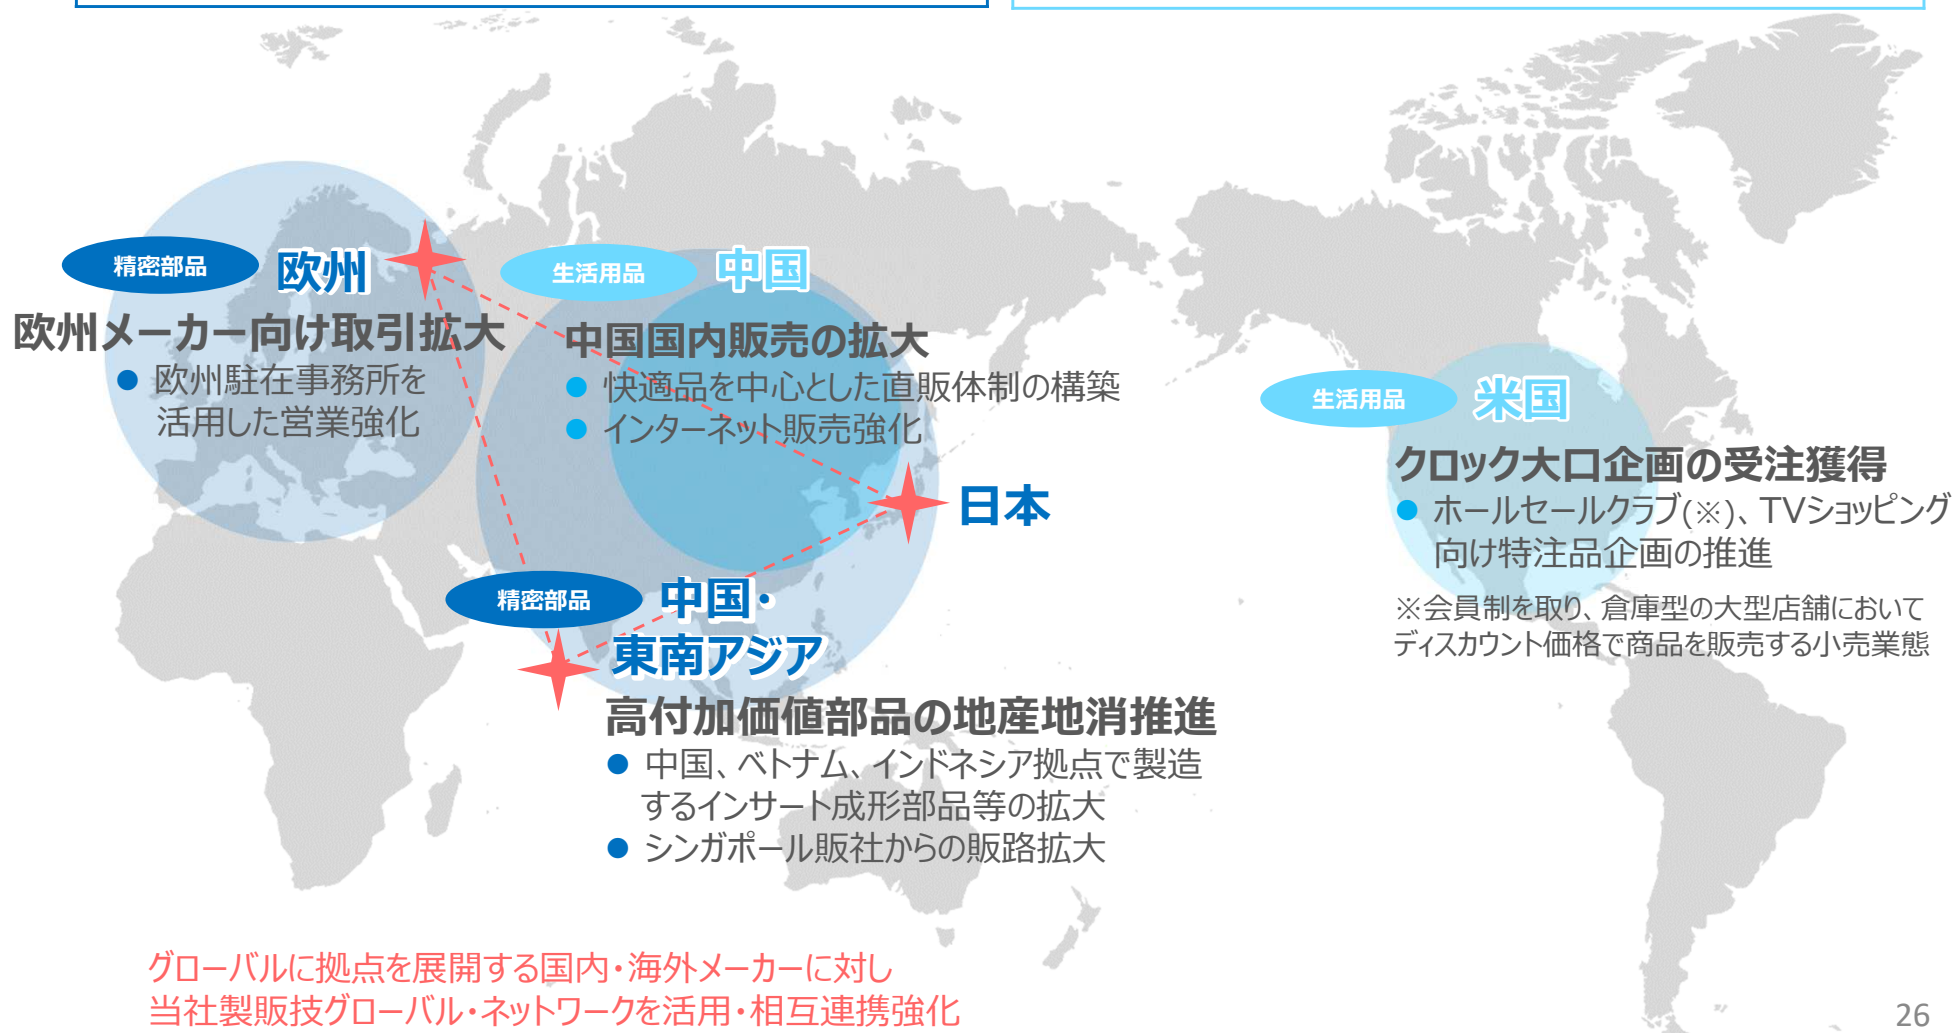 精密部品
欧州
欧州メーカー向け取引拡大
● 欧州駐在事務所を
活用した営業強化
生活用品
中国
中国国内販売の拡大
● 快適品を中心とした直販体制の構築
● インターネット販売強化
日本
精密部品
中国・
東南アジア
高付加価値部品の地産地消推進
● 中国、ベトナム、インドネシア拠点で製造
するインサート成形部品等の拡大
● シンガポール販社からの販路拡大
生活用品
米国
クロック大口企画の受注獲得
● ホールセールクラブ(※)、TVショッピング
向け特注品企画の推進
※会員制を取り、倉庫型の大型店舗において
ディスカウント価格で商品を販売する小売業態
グローバルに拠点を展開する国内・海外メーカーに対し
当社製販技グローバル・ネットワークを活用・相互連携強化
26